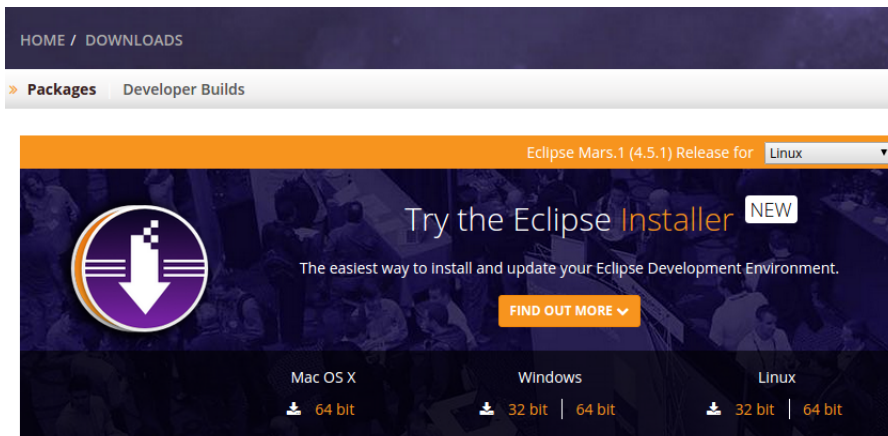 HOME / DOWNLOADS
» Packages Developer Builds
Eclipse Mars.1 (4.5.1) Release for Linux
Try the Eclipse Installer NEW
The easiest way to install and update your Eclipse Development Environment.
FIND OUT MORE
Mac OS X Windows Linux
64 bit 32 bit | 64 bit 32 bit | 64 bit